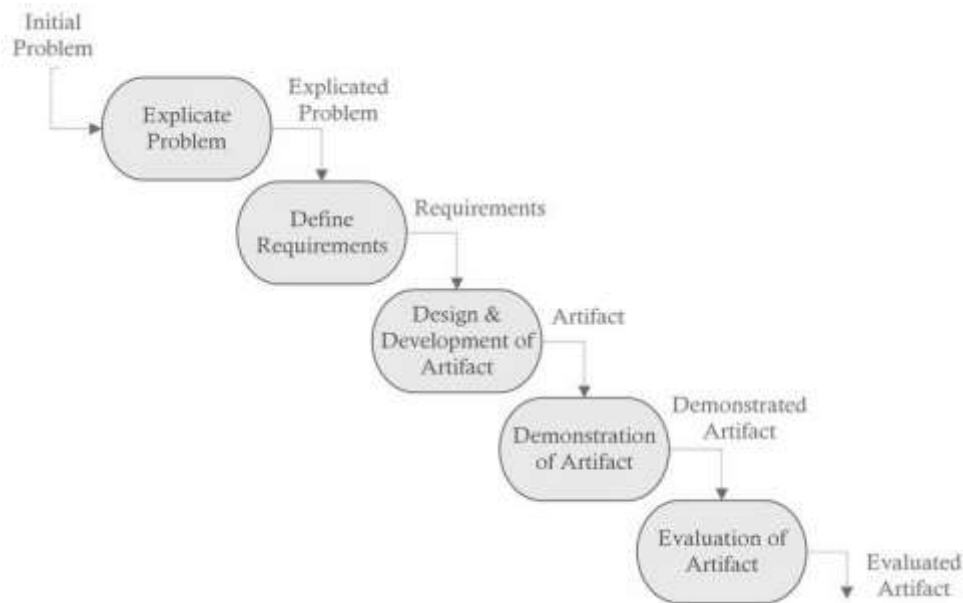 Initial
Problem
Explicate
Problem
Explicated
Problem
Define
Requirements
Requirements
Design &
Development of
Artifact
Artifact
Demonstration
of Artifact
Demonstrated
Artifact
Evaluation of
Artifact
Evaluated
Artifact